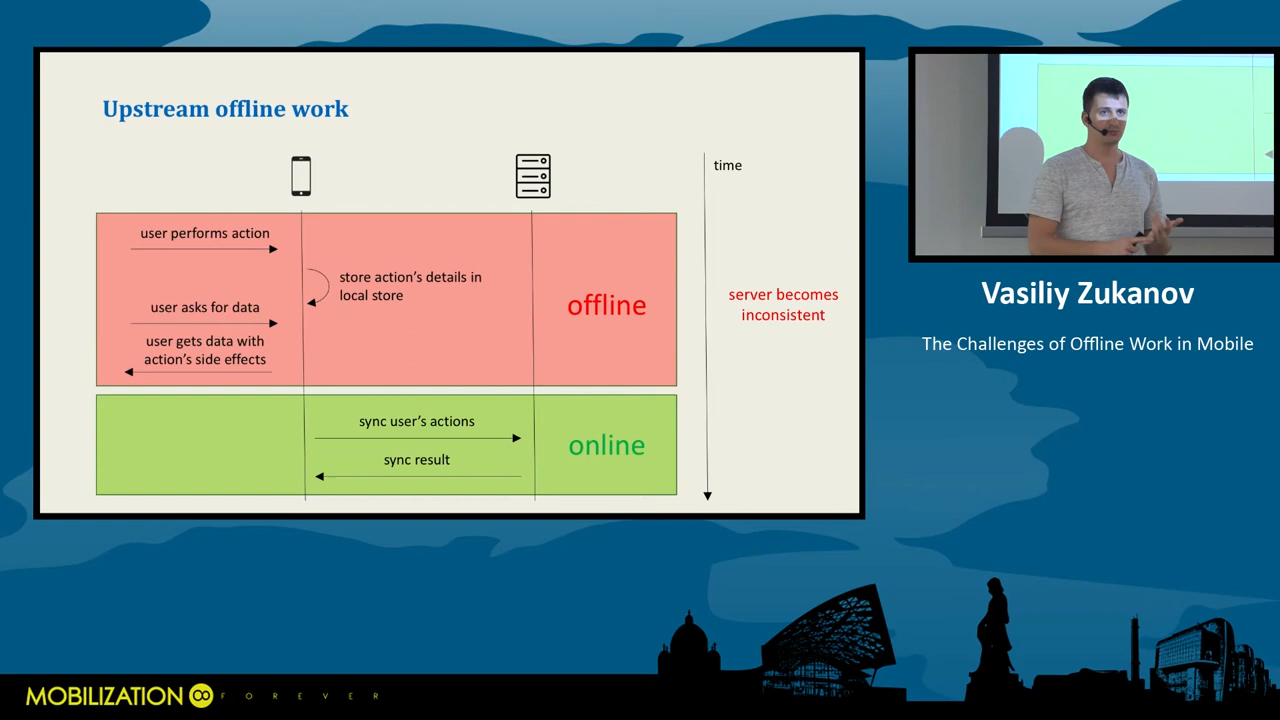 Upstream offline work
time
user performs action
store action's details in
local store
user asks for data
user gets data with
action's side effects
offline
server becomes
inconsistent
sync user's actions
sync result
online
Vasiliy Zukanov
The Challenges of Offline Work in Mobile
MOBILIZATION FOREVER